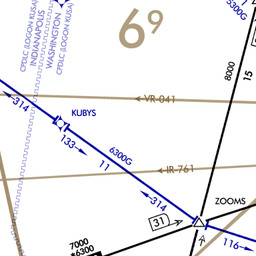 CPDLC (LOGON KUSA)
INDIANAPOLIS
WASHINGTON
CPDLC (LOGON KUSA)
69
6300G
8000
15
314
VR-041
KUBYS
133
6300G
11
IR-761
314
ZOOMS
31
7000
*6300
116